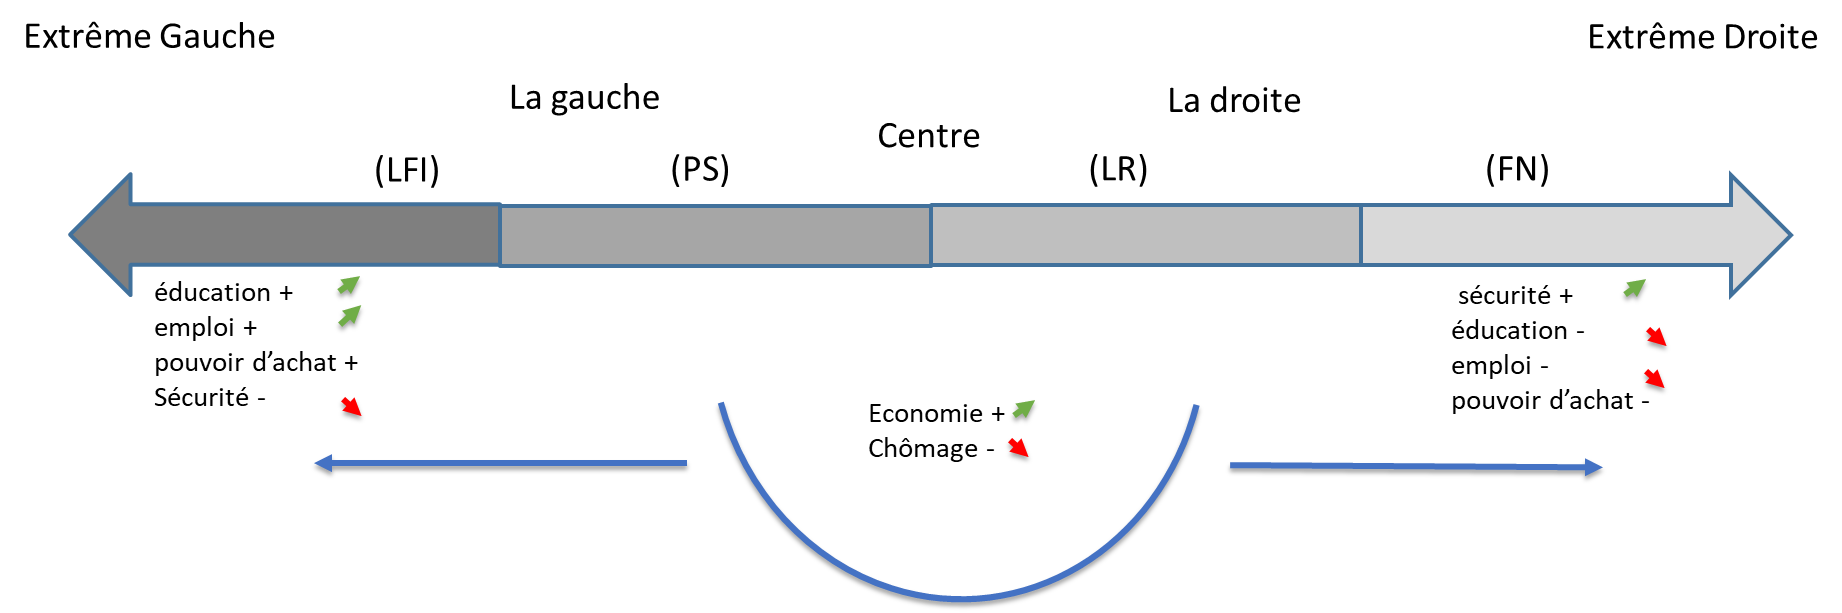 Extrême Gauche
Extrême Droite
La gauche
La droite
Centre
(LFI)
(PS)
(LR)
(FN)
éducation +
emploi +
pouvoir d’achat +
Sécurité -
Economie +
Chômage -
sécurité +
éducation -
emploi -
pouvoir d’achat -